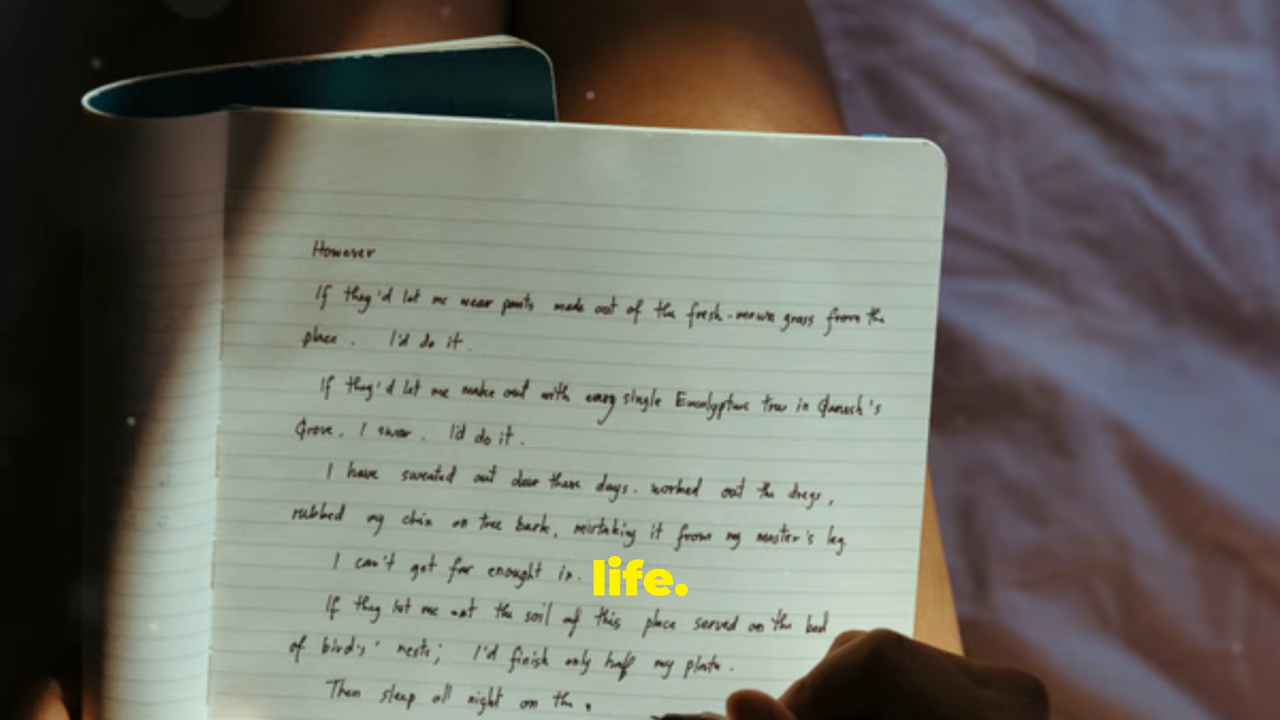 However
If they'd let me wear pants made out of the fresh-mown grass from the
place. I'd do it.
If they'd let me make out with every single Eucalyptus tree in Ganesh's
Grove, I swear. I'd do it.
I have sweated out dew these days. worked out the dregs,
rubbed my chin on tree bark, mistaking it from my master's leg
I can't get far enought in.
life.
If they let me eat the soil of this place served on the bed
of bird's' nests; I'd finish only half my plate.
Then sleep all night on the